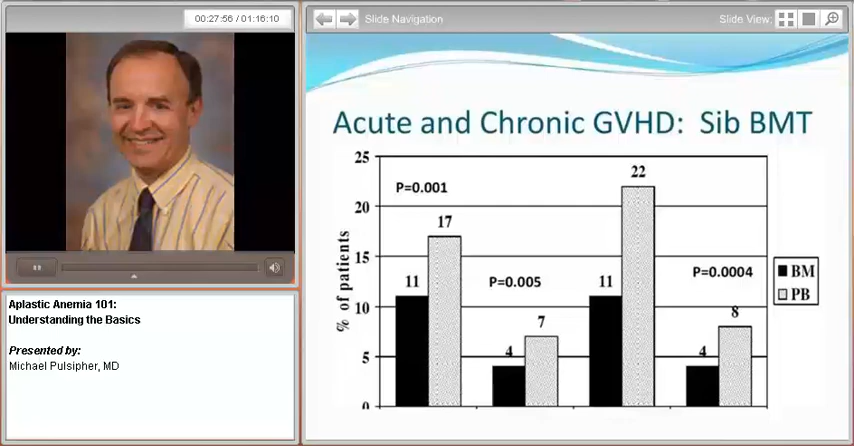 00:27:56 / 01:16:10
Slide Navigation
Slide View:
Aplastic Anemia 101:
Understanding the Basics
Presented by:
Michael Pulsipher, MD
Acute and Chronic GVHD: Sib BMT
% of patients
25
20
15
10
5
0
P=0.001
11
17
P=0.005
4
7
11
22
P=0.0004
4
8
BM
PB